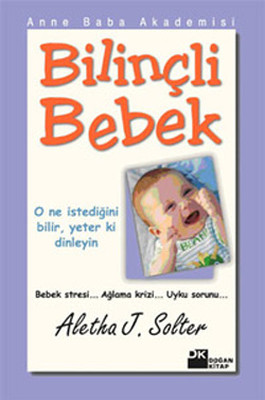 Anne Baba Akademisi
Bilinçli
Bebek
O ne istediğini
bilir, yeter ki
dinleyin
Bebek stresi... Ağlama krizi... Uyku sorunu...
Aletha J. Solter
DK
DOĞAN
KİTAP